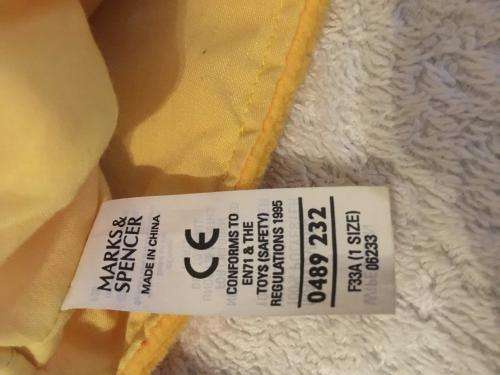 MARKS &
SPENCER
MADE IN CHINA
CE
CONFORMS TO
EN71 & THE
TOYS (SAFETY)
REGULATIONS 1995
0489 232
F33A (1 SIZE)
06233